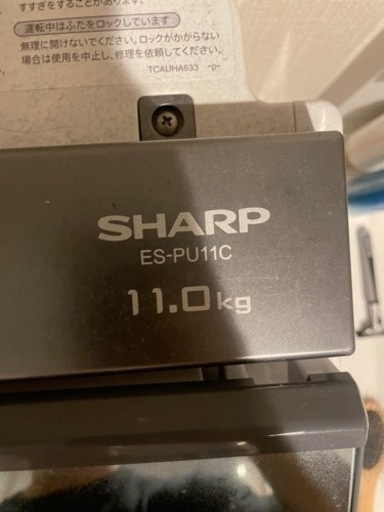 すすぎをすることがあります。
運転中はふたをロックしています
無理に開けないでください。ロックがかからない
場合は使用を中止し、修理を依頼してください。
TCAUHA633 -p-
SHARP
ES-PU11C
11.0kg